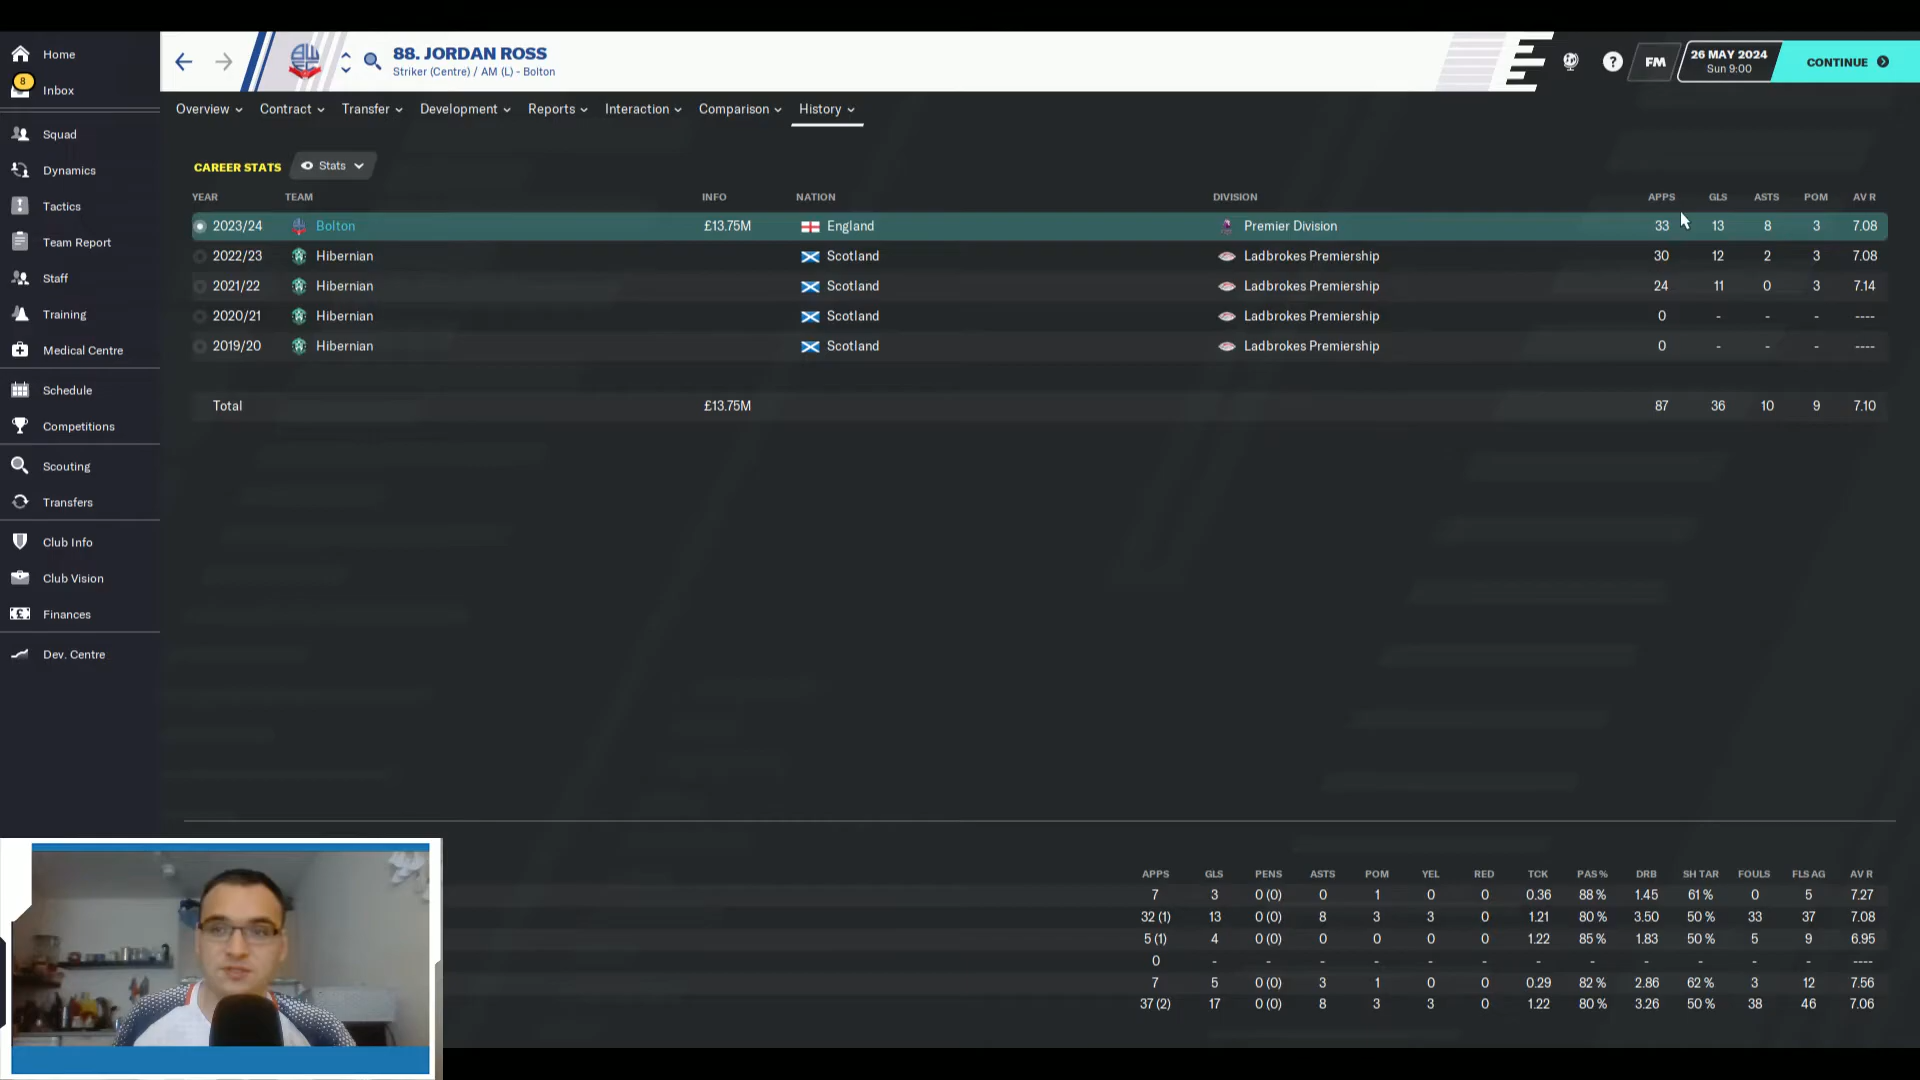 Home
Inbox
8
Squad
Dynamics
Tactics
Team Report
Staff
Training
Medical Centre
Schedule
Competitions
Scouting
Transfers
Club Info
Club Vision
Finances
Dev. Centre
88. JORDAN ROSS
Striker (Centre) / AM (L) - Bolton
? FM 26 MAY 2024 CONTINUE
Sun 9:00
Overview Contract Transfer Development Reports Interaction Comparison History
CAREER STATS Stats
YEAR TEAM INFO NATION DIVISION APPS GLS ASTS POM AV R
2023/24 Bolton £13.75M England Premier Division 33 13 8 3 7.08
2022/23 Hibernian Scotland Ladbrokes Premiership 30 12 2 3 7.08
2021/22 Hibernian Scotland Ladbrokes Premiership 24 11 0 3 7.14
2020/21 Hibernian Scotland Ladbrokes Premiership 0 - - - ----
2019/20 Hibernian Scotland Ladbrokes Premiership 0 - - - ----
Total £13.75M 87 36 10 9 7.10
APPS GLS PENS ASTS POM YEL RED TCK PAS % DRB SH TAR FOULS FLS AG AV R
7 3 0 (0) 0 1 0 0 0.36 88 % 1.45 61 % 0 5 7.27
32 (1) 13 0 (0) 8 3 3 0 1.21 80 % 3.50 50 % 33 37 7.08
5 (1) 4 0 (0) 0 0 0 0 1.22 85 % 1.83 50 % 5 9 6.95
0 - - - - - - - - - - - - ----
7 5 0 (0) 3 1 0 0 0.29 82 % 2.86 62 % 3 12 7.56
37 (2) 17 0 (0) 8 3 3 0 1.22 80 % 3.26 50 % 38 46 7.06